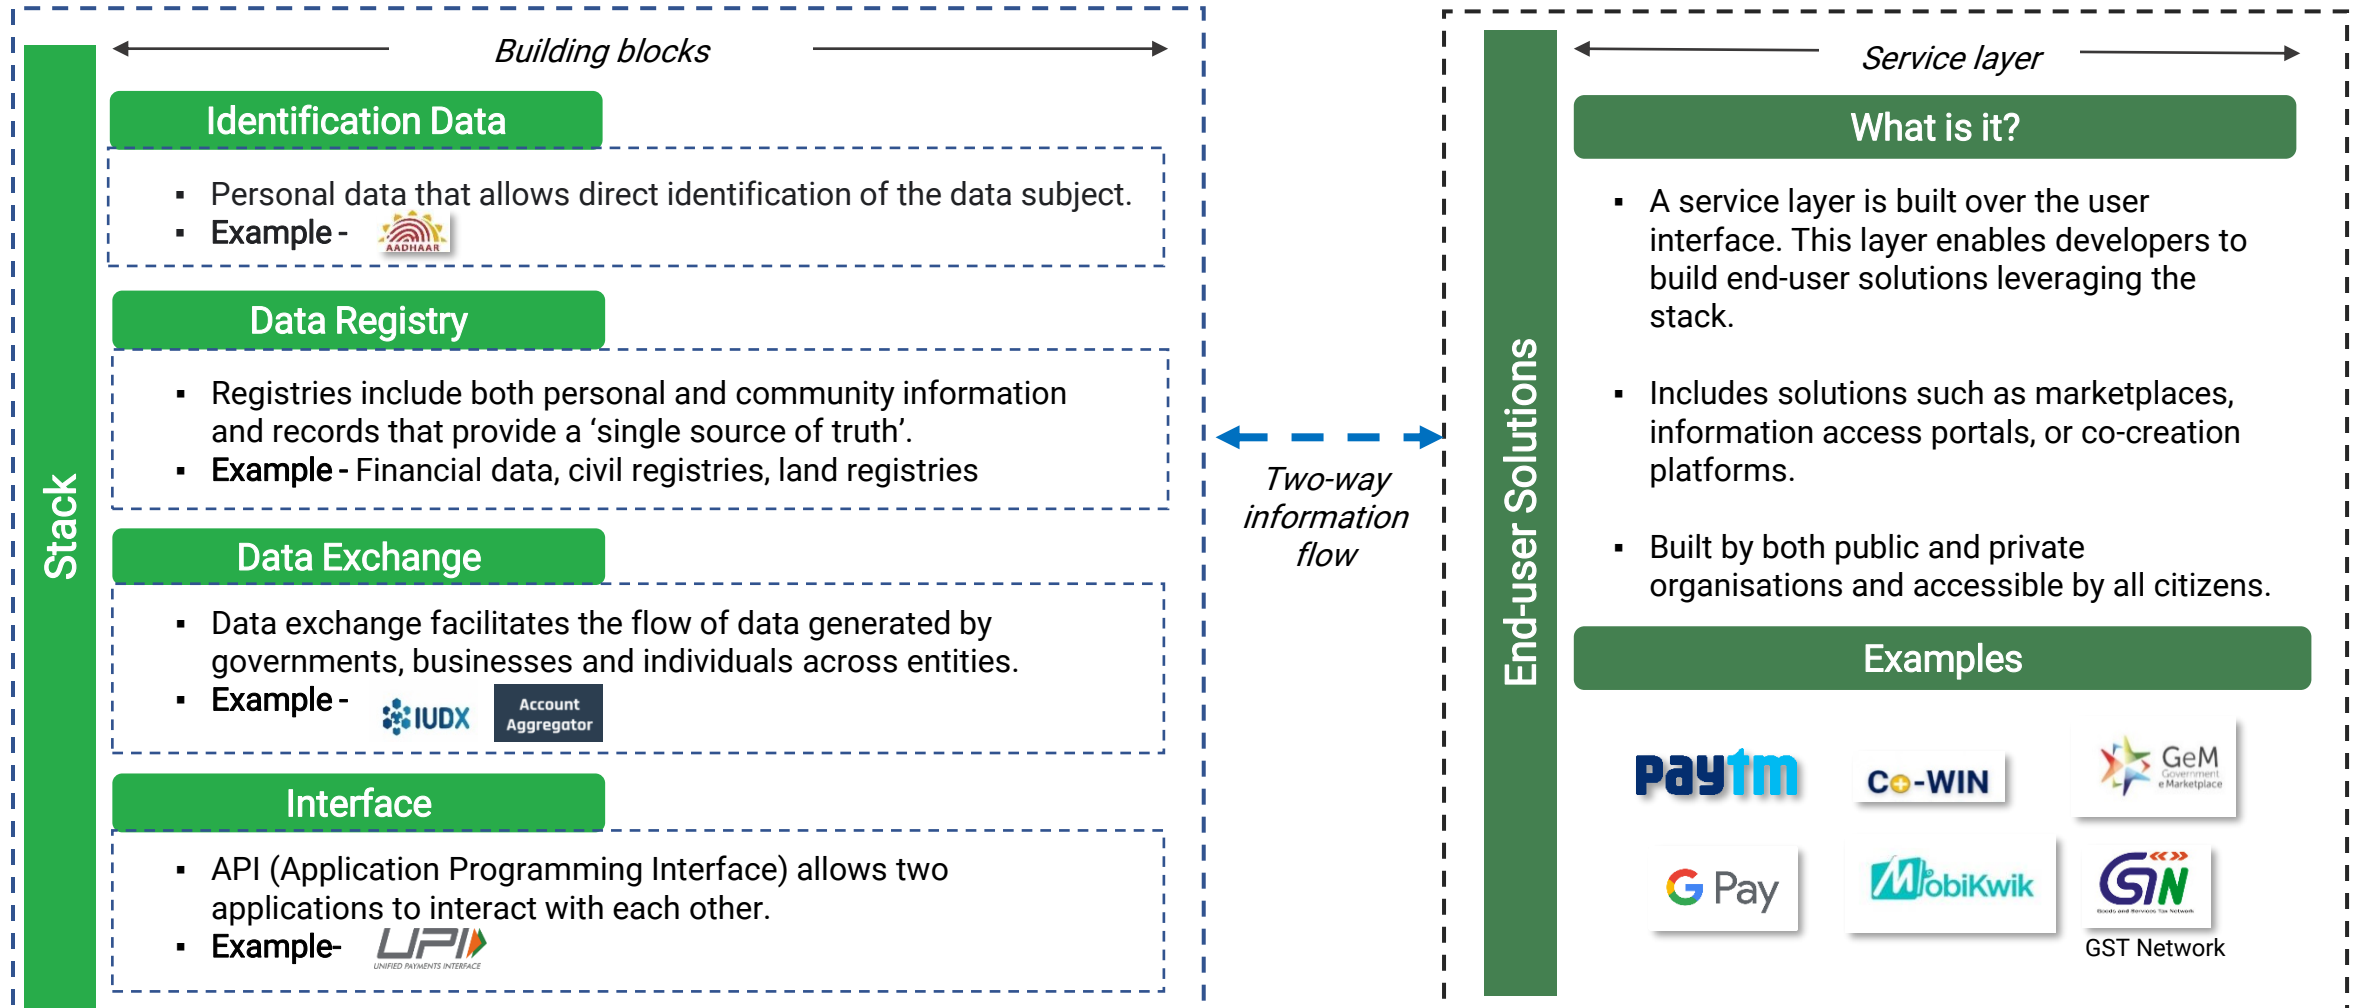 Building blocks
Stack
Identification Data
▪ Personal data that allows direct identification of the data subject.
▪ Example -
AADHAAR
Data Registry
▪ Registries include both personal and community information
and records that provide a ‘single source of truth’.
▪ Example - Financial data, civil registries, land registries
Data Exchange
▪ Data exchange facilitates the flow of data generated by
governments, businesses and individuals across entities.
▪ Example -
IUDX
Account
Aggregator
Interface
▪ API (Application Programming Interface) allows two
applications to interact with each other.
▪ Example-
UPI
UNIFIED PAYMENTS INTERFACE
Two-way
information
flow
End-user Solutions
Service layer
What is it?
▪ A service layer is built over the user
interface. This layer enables developers to
build end-user solutions leveraging the
stack.
▪ Includes solutions such as marketplaces,
information access portals, or co-creation
platforms.
▪ Built by both public and private
organisations and accessible by all citizens.
Examples
paytm
Co-WIN
GeM
Government
e Marketplace
G Pay
MobiKwik
GSTN
Goods and Services Tax Network
GST Network